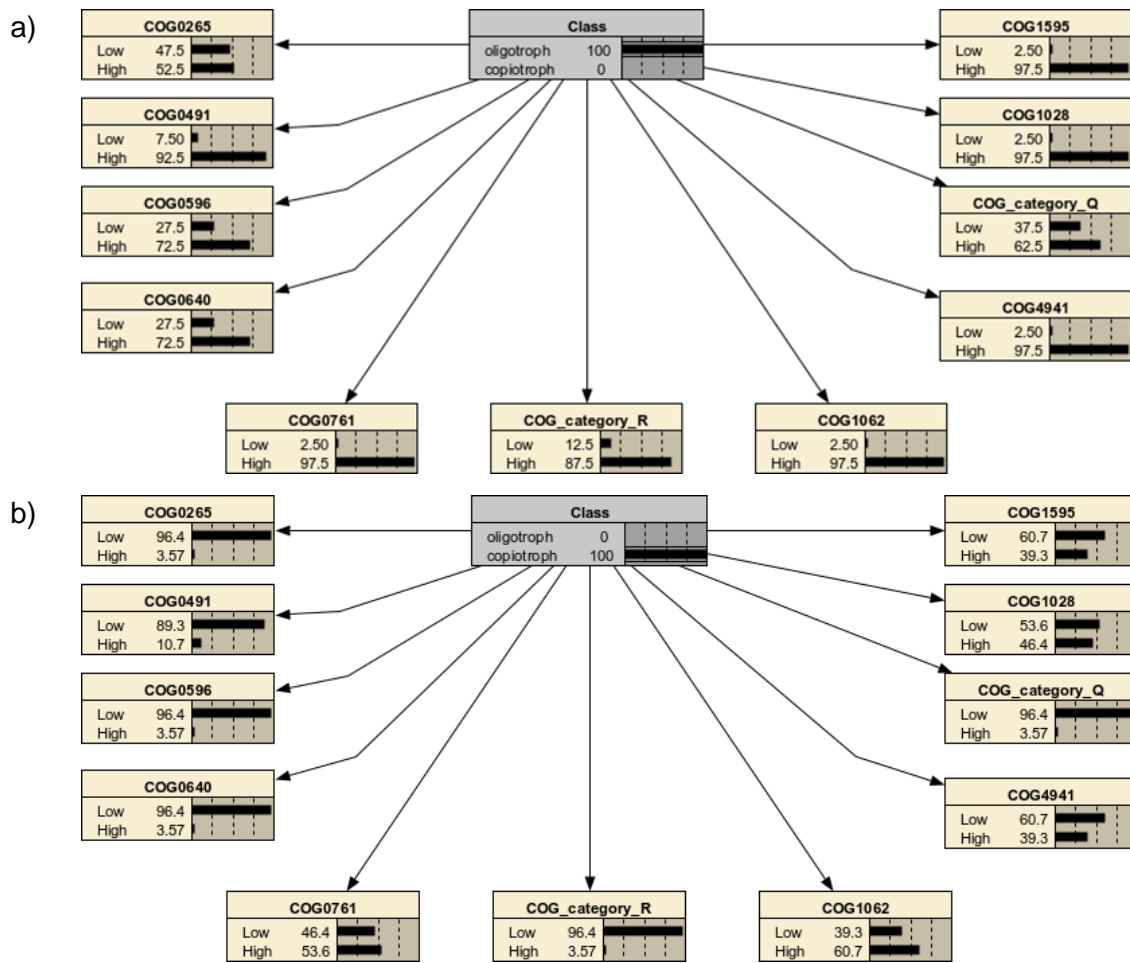 a)
COG0265
Low 47.5
High 52.5
Class
oligotroph 100
copiotroph 0
COG1595
Low 2.50
High 97.5
COG0491
Low 7.50
High 92.5
COG1028
Low 2.50
High 97.5
COG0596
Low 27.5
High 72.5
COG_category_Q
Low 37.5
High 62.5
COG0640
Low 27.5
High 72.5
COG4941
Low 2.50
High 97.5
COG0761
Low 2.50
High 97.5
COG_category_R
Low 12.5
High 87.5
COG1062
Low 2.50
High 97.5
b)
COG0265
Low 96.4
High 3.57
Class
oligotroph 0
copiotroph 100
COG1595
Low 60.7
High 39.3
COG0491
Low 89.3
High 10.7
COG1028
Low 53.6
High 46.4
COG0596
Low 96.4
High 3.57
COG_category_Q
Low 96.4
High 3.57
COG0640
Low 96.4
High 3.57
COG4941
Low 60.7
High 39.3
COG0761
Low 46.4
High 53.6
COG_category_R
Low 96.4
High 3.57
COG1062
Low 39.3
High 60.7